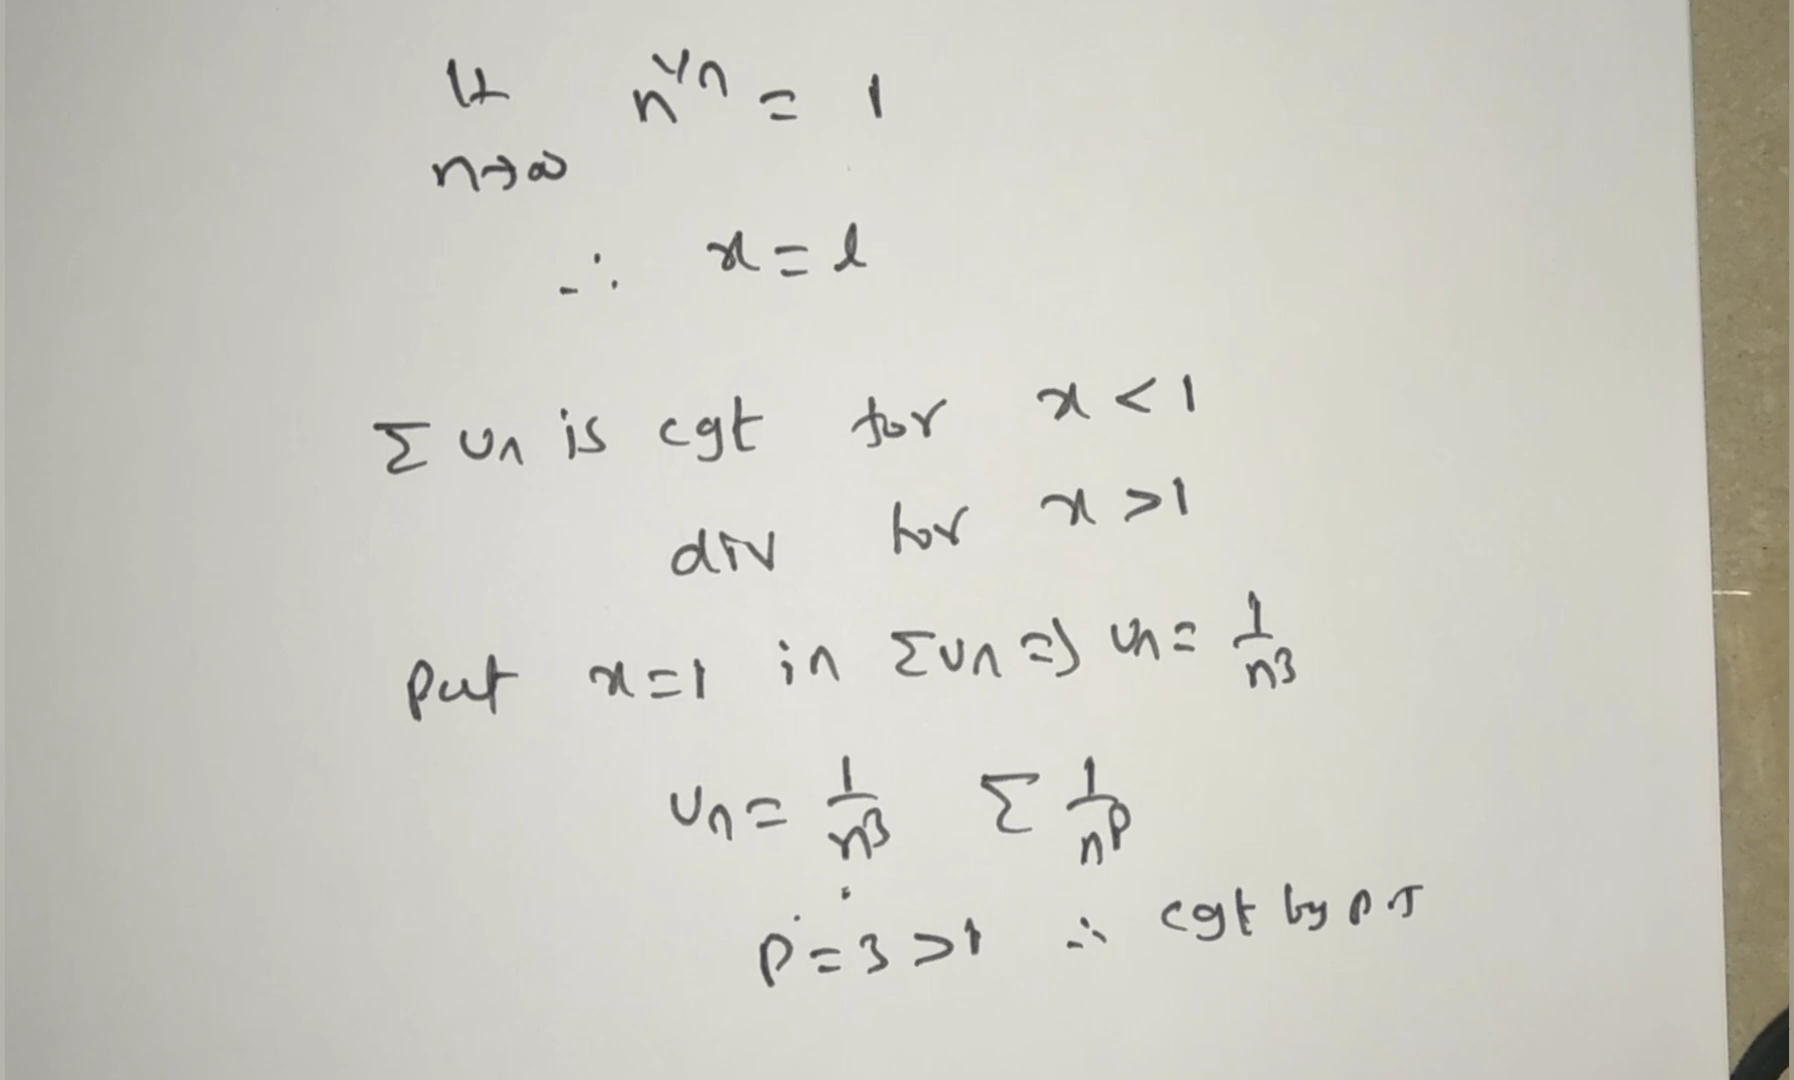 lt n^1/n = 1
n→∞
∴ x = l
Σ un is cgt for x < 1
div for x > 1
put x = 1 in Σun ⇒ un = 1/n3
un = 1/n3 Σ 1/np
p = 3 > 1 ∴ cgt by p T